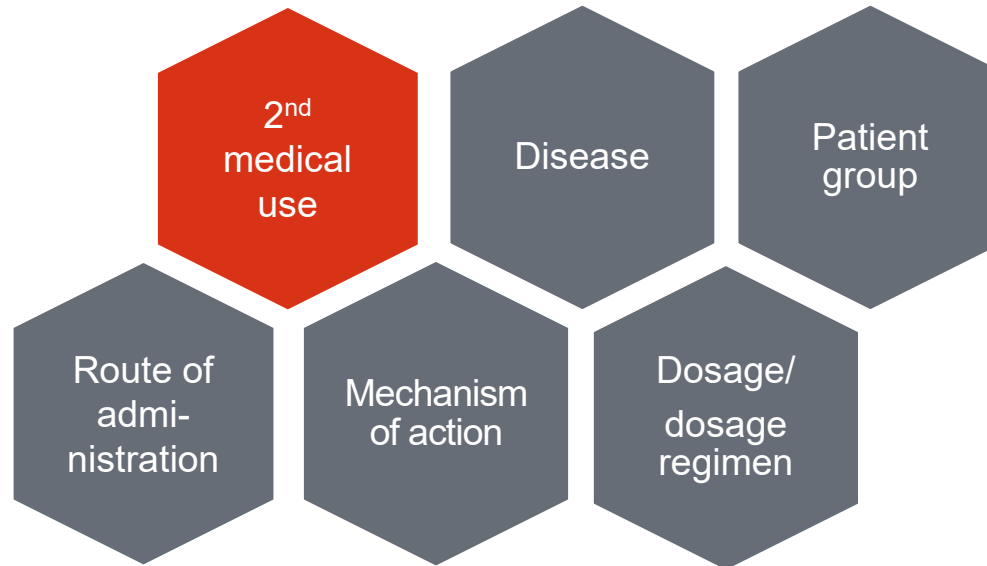 2nd
medical
use
Disease
Patient
group
Route of
admi-
nistration
Mechanism
of action
Dosage/
dosage
regimen